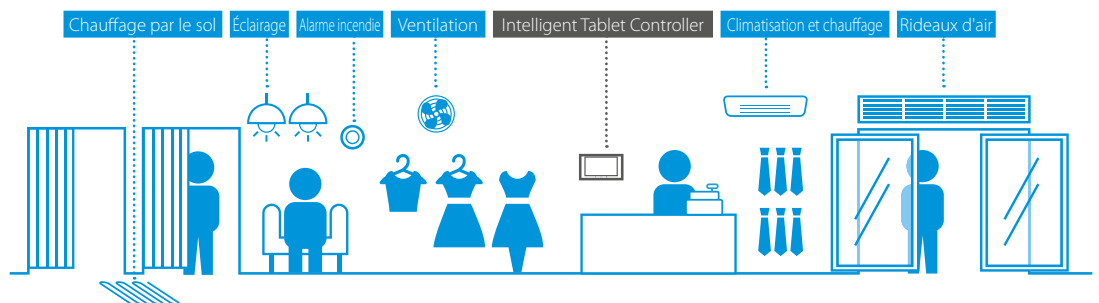 Chauffage par le sol
Éclairage
Alarme incendie
Ventilation
Intelligent Tablet Controller
Climatisation et chauffage
Rideaux d'air